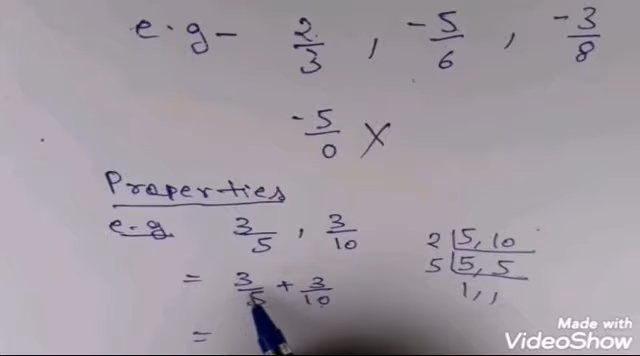 e.g- 2/3, -5/6, -3/8
-5/0 X
Properties
e.g. 3/5, 3/10
= 3/5 + 3/10
=
2 | 5, 10
5 | 5, 5
1, 1
Made with
VideoShow